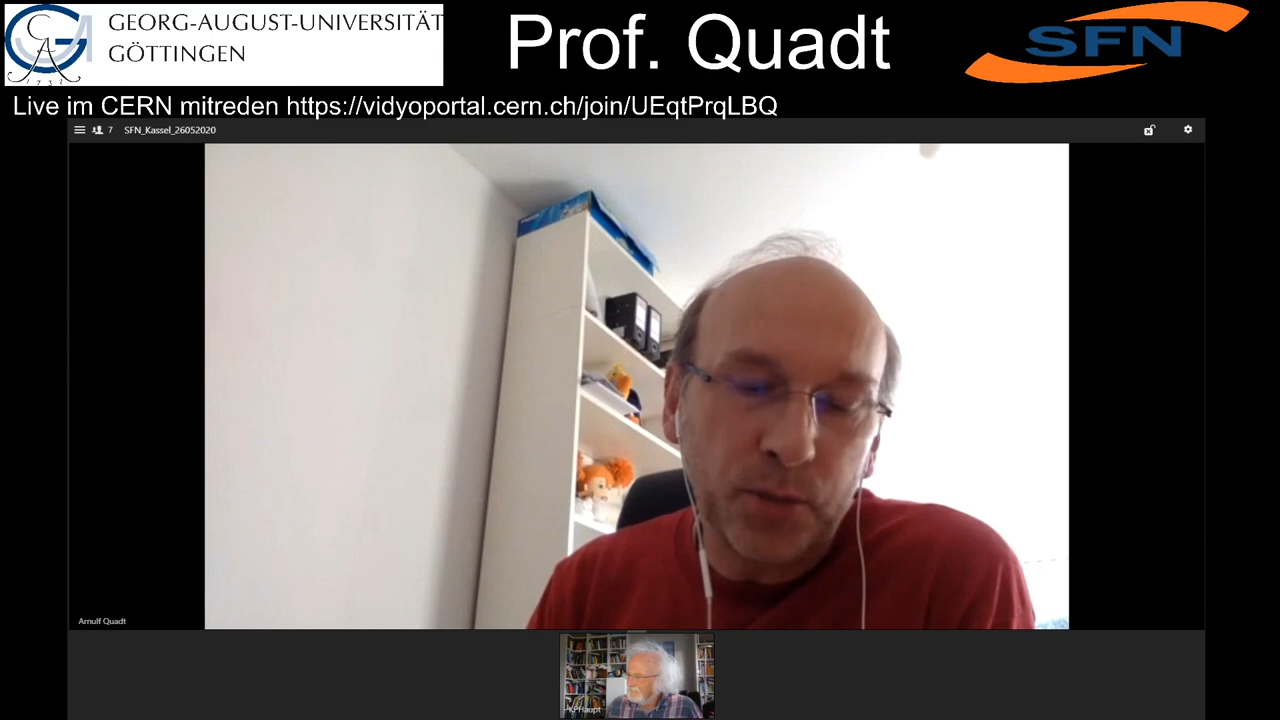 GEORG-AUGUST-UNIVERSITÄT
GÖTTINGEN
Prof. Quadt
SFN
Live im CERN mitreden https://vidyoportal.cern.ch/join/UEqtPrqLBQ
7 SFN_Kassel_26052020
Arnulf Quadt
KPHaupt